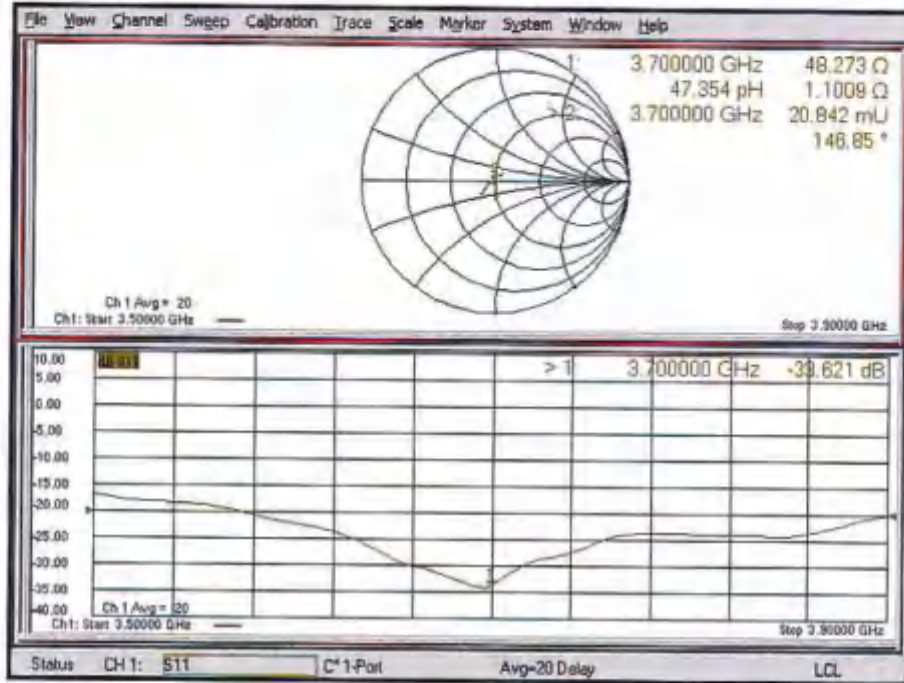 File View Channel Sweep Calibration Trace Scale Marker System Window Help
1: 3.700000 GHz 48.273 Ω
47.354 pH 1.1009 Ω
> 2: 3.700000 GHz 20.842 mU
146.85 °
Ch 1 Avg = 20
Ch1: Start 3.50000 GHz
Stop 3.90000 GHz
10.00
5.00
0.00
-5.00
-10.00
-15.00
-20.00
-25.00
-30.00
-35.00
-40.00
dB S11
> 1: 3.700000 GHz -33.621 dB
1
Ch 1 Avg = 20
Ch1: Start 3.50000 GHz
Stop 3.90000 GHz
Status CH 1: S11 C* 1-Port Avg=20 Delay LCL